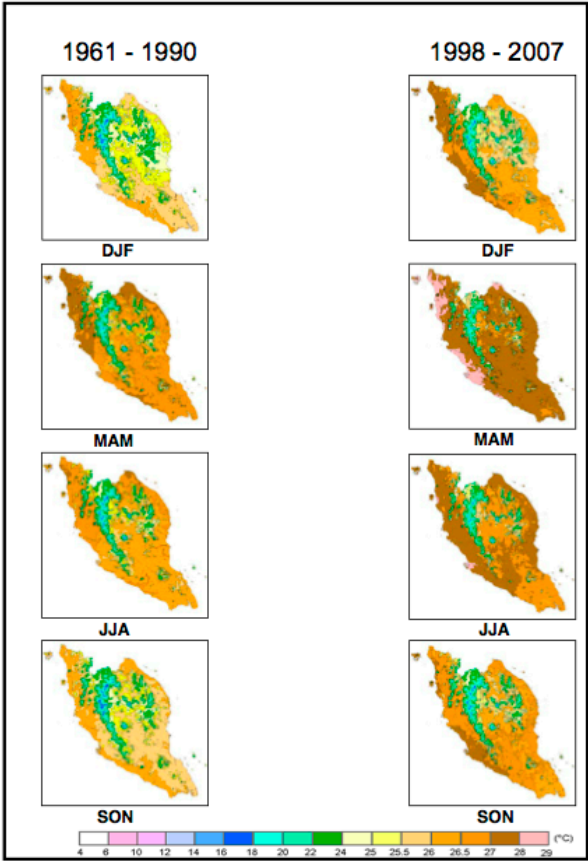 1961 - 1990 1998 - 2007
DJF DJF
MAM MAM
JJA JJA
SON SON
4 6 10 12 14 16 18 20 22 24 25 25.5 26 26.5 27 28 29 (°C)